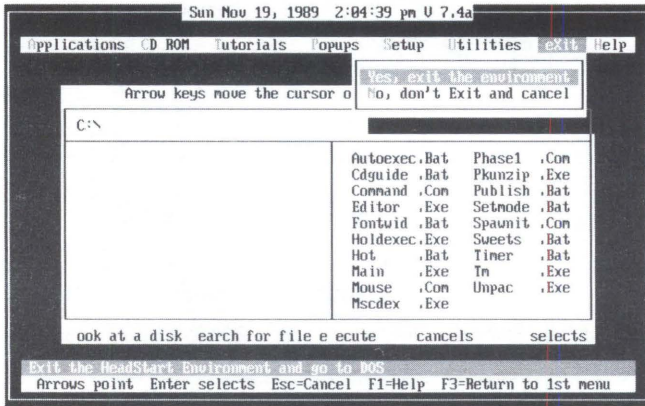 Sun Nov 19, 1989 2:04:39 pm V 7.4a
Applications CD ROM Tutorials Popups Setup Utilities eXit Help
Yes, exit the environment
No, don't Exit and cancel
Arrow keys move the cursor o
C:\
Autoexec.Bat Phase1 .Com
Cdguide .Bat Pkunzip .Exe
Command .Com Publish .Bat
Editor .Exe Setmode .Bat
Fontwid .Bat Spawnit .Com
Holdexec.Exe Sweets .Bat
Hot .Bat Timer .Bat
Main .Exe Tm .Exe
Mouse .Com Unpac .Exe
Mscdex .Exe
ook at a disk earch for file e ecute cancels selects
Exit the HeadStart Environment and go to DOS
Arrows point Enter selects Esc=Cancel F1=Help F3=Return to 1st menu